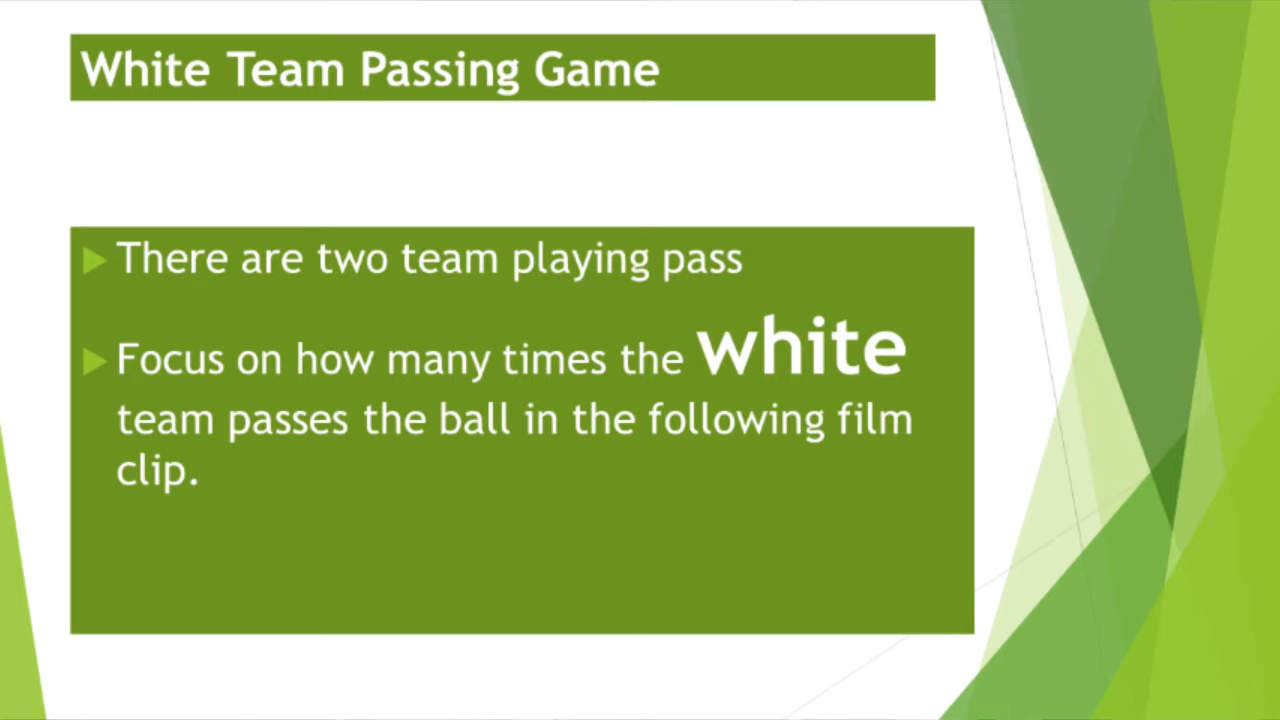 White Team Passing Game
There are two team playing pass
Focus on how many times the white
team passes the ball in the following film
clip.